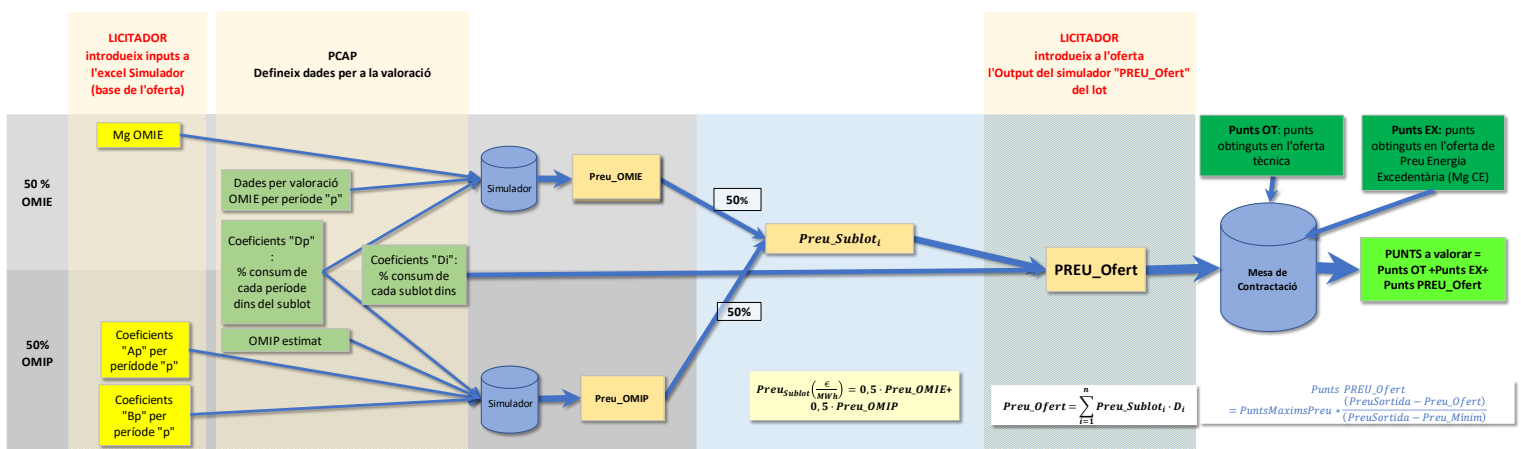 LICITADOR
introdueix inputs a
l'excel Simulador
(base de l'oferta)
PCAP
Defineix dades per a la valoració
LICITADOR
introdueix a l'oferta
l'Output del simulador "PREU_Ofert"
del lot
50 %
OMIE
Mg OMIE
Dades per valoració
OMIE per període "p"
Coeficients "Dp"
:
% consum de
cada període
dins del sublot
Coeficients "Di":
% consum de
cada sublot dins
Simulador
Preu_OMIE
50%
Preu_Sublotᵢ
PREU_Ofert
Punts OT: punts
obtinguts en l'oferta
tècnica
Punts EX: punts
obtinguts en l'oferta de
Preu Energia
Excedentària (Mg CE)
Mesa de
Contractació
PUNTS a valorar =
Punts OT +Punts EX+
Punts PREU_Ofert
50%
OMIP
OMIP estimat
Coeficients
"Ap" per
perídode "p"
Coeficients
"Bp" per
període "p"
Simulador
Preu_OMIP
50%
Preu_Sublot(€/MWh) = 0,5 · Preu_OMIE+
0,5 · Preu_OMIP
Preu_Ofert = ∑ⁿᵢ₌₁ Preu_Sublotᵢ · Dᵢ
Punts PREU_Ofert
= PuntsMaximsPreu * (PreuSortida − Preu_Ofert)/(PreuSortida − Preu_Mínim)